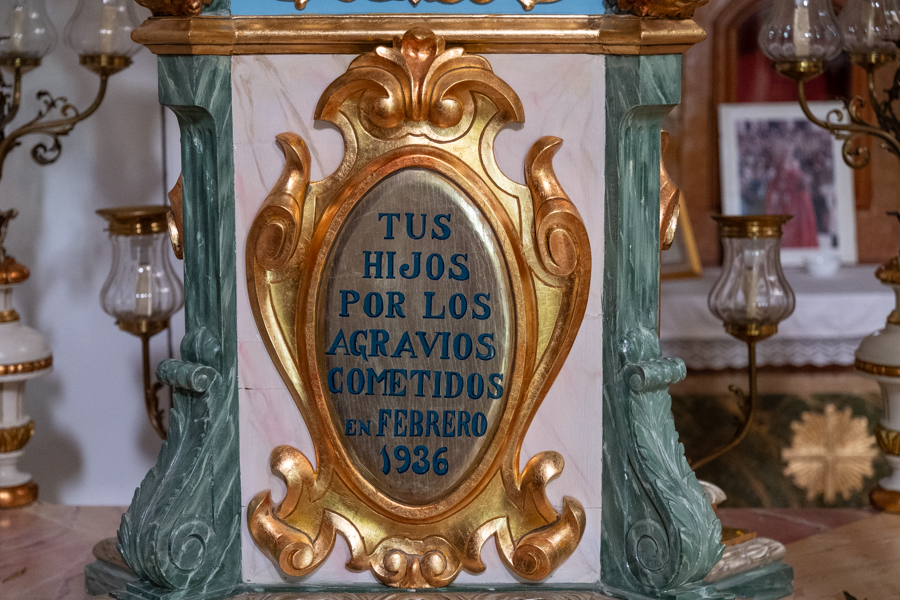 TUS
HIJOS
POR LOS
AGRAVIOS
COMETIDOS
EN FEBRERO
1936